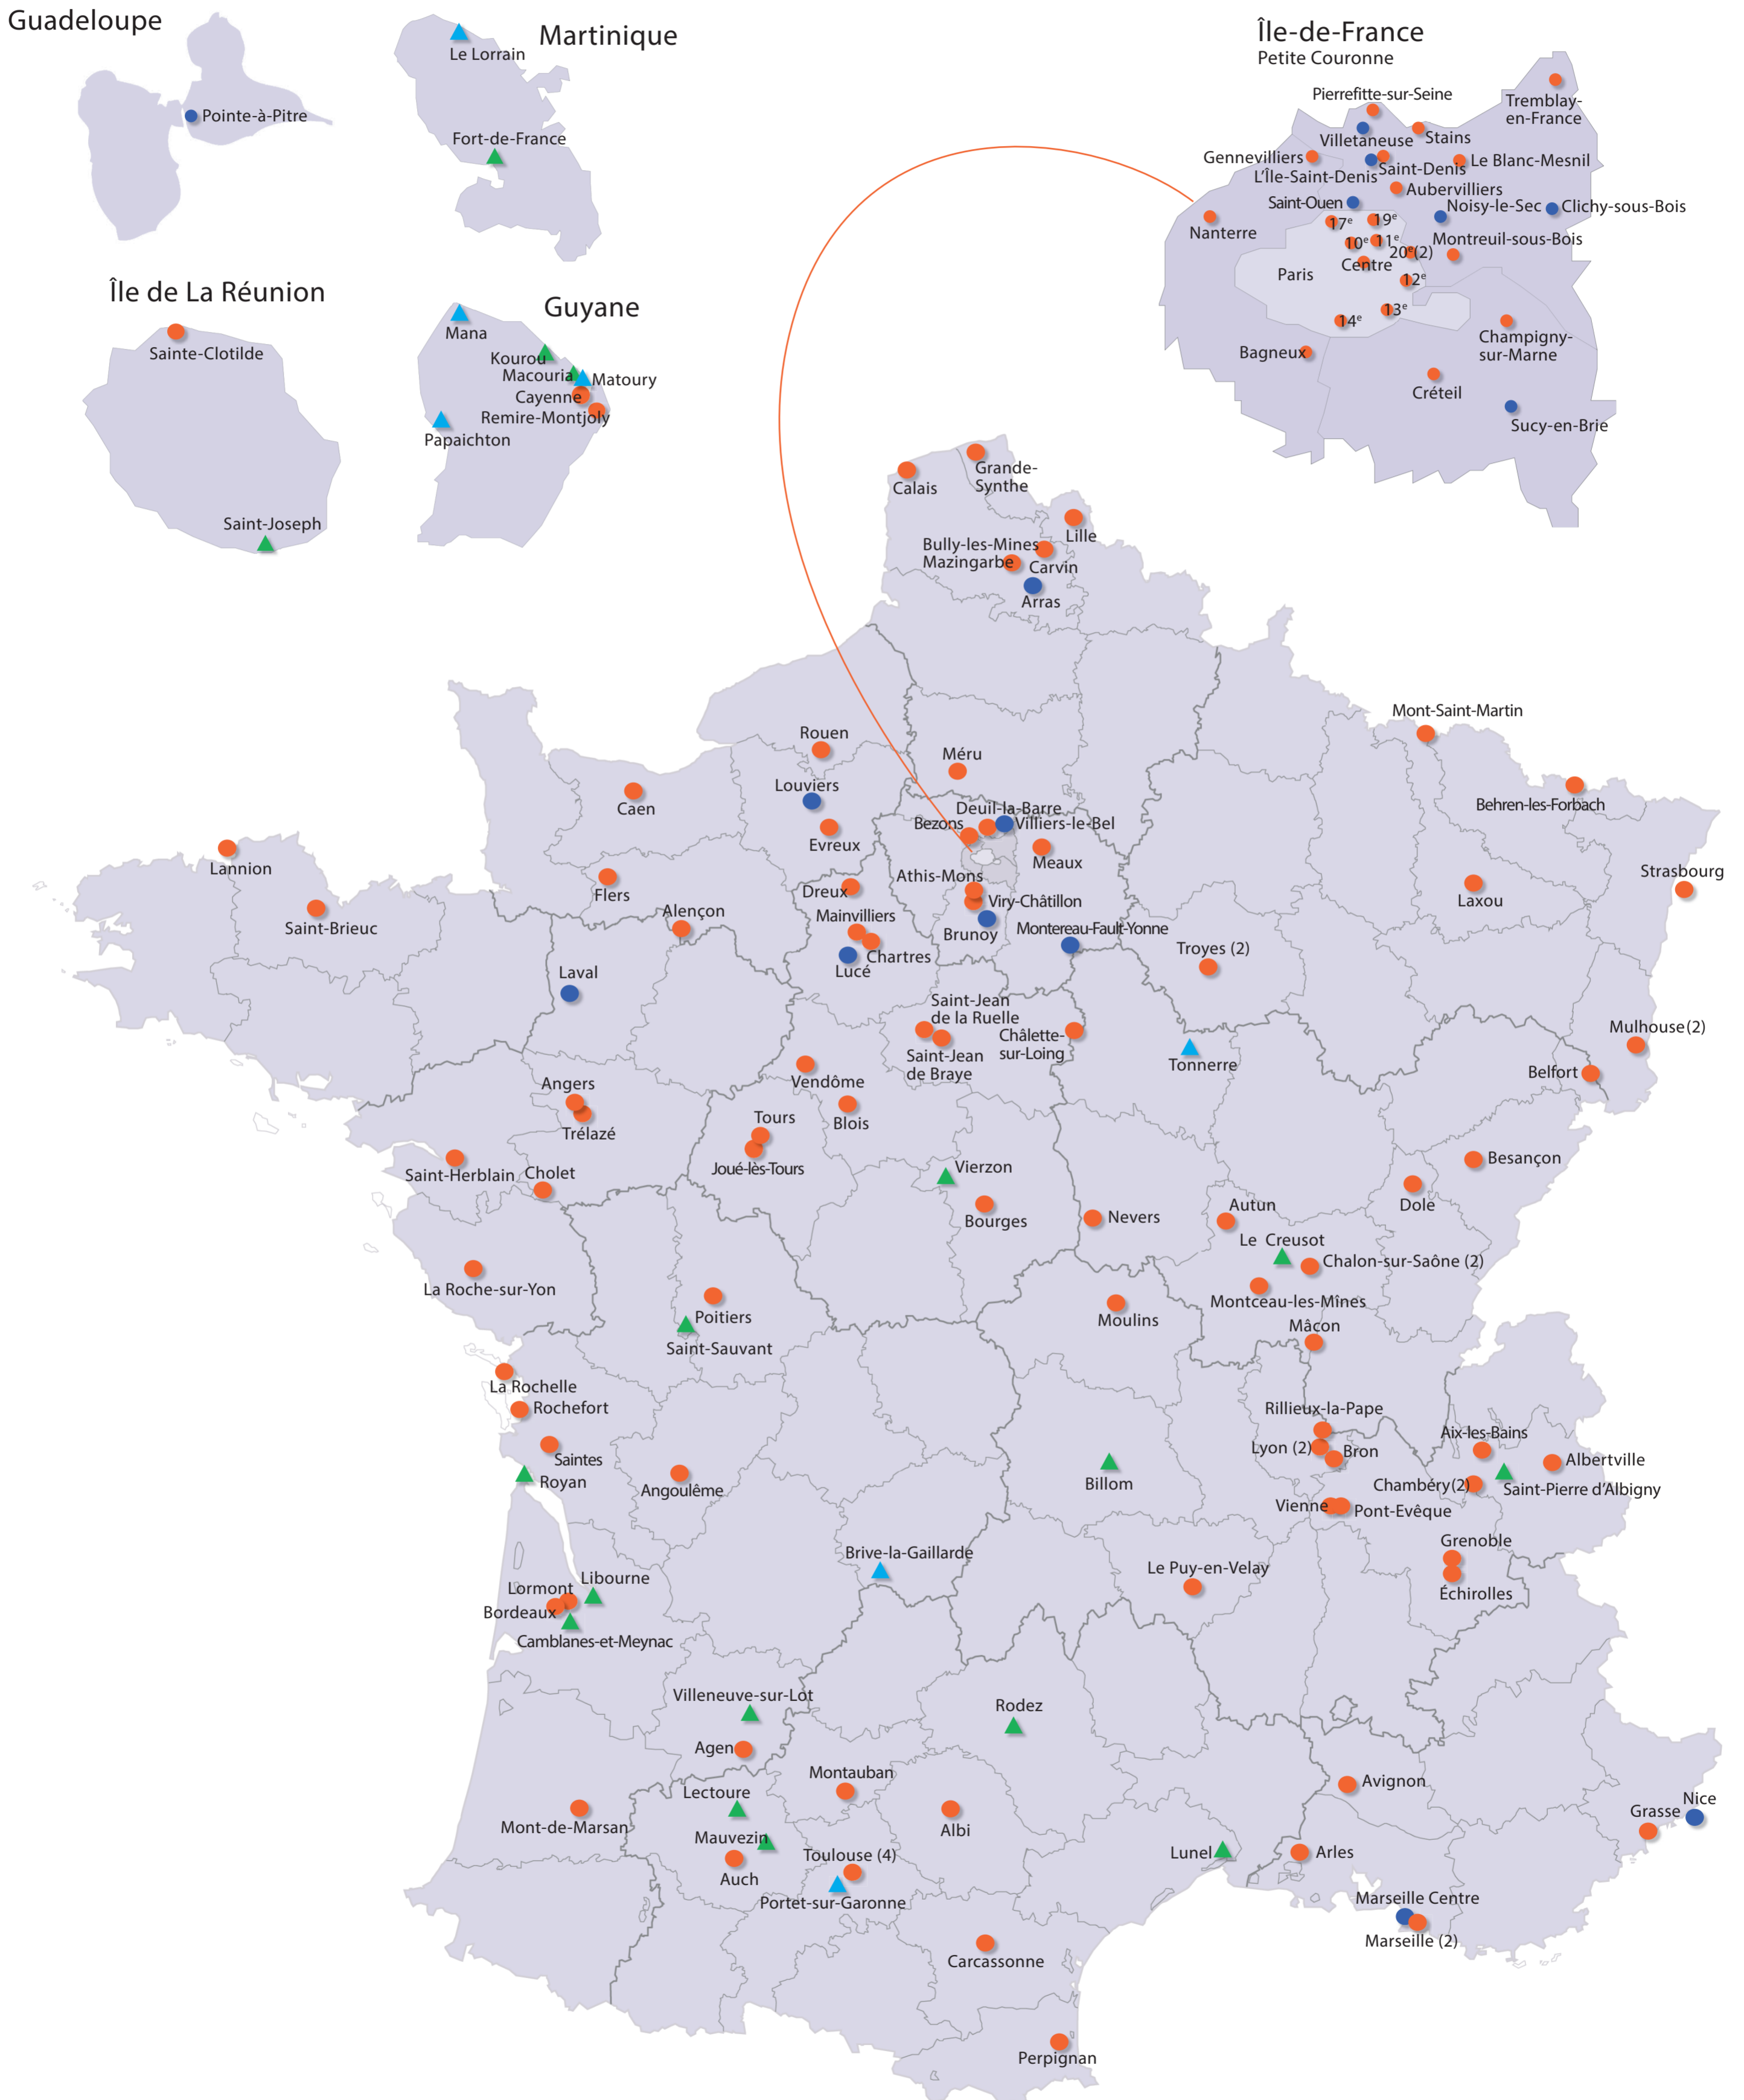 Guadeloupe
Pointe-à-Pitre
Martinique
Le Lorrain
Fort-de-France
Île de La Réunion
Sainte-Clotilde
Saint-Joseph
Guyane
Mana
Kourou
Macouria
Matoury
Cayenne
Remire-Montjoly
Papaichton
Île-de-France
Petite Couronne
Pierrefitte-sur-Seine
Tremblay-
en-France
Villetaneuse
Stains
Gennevilliers
Le Blanc-Mesnil
Saint-Denis
L’Île-Saint-Denis
Aubervilliers
Saint-Ouen
Noisy-le-Sec
Clichy-sous-Bois
17e
19e
Nanterre
10e
11e
Montreuil-sous-Bois
20e(2)
Centre
Paris
12e
13e
14e
Champigny-
sur-Marne
Bagneux
Créteil
Sucy-en-Brie
Grande-
Synthe
Calais
Lille
Bully-les-Mines
Mazingarbe
Carvin
Arras
Mont-Saint-Martin
Rouen
Méru
Louviers
Behren-les-Forbach
Caen
Deuil-la-Barre
Bezons
Villiers-le-Bel
Evreux
Meaux
Lannion
Athis-Mons
Strasbourg
Flers
Dreux
Laxou
Viry-Châtillon
Alençon
Mainvilliers
Saint-Brieuc
Brunoy
Montereau-Fault-Yonne
Troyes (2)
Chartres
Lucé
Laval
Saint-Jean
de la Ruelle
Mulhouse(2)
Châlette-
sur-Loing
Saint-Jean
de Braye
Tonnerre
Belfort
Vendôme
Angers
Tours
Blois
Trélazé
Besançon
Joué-lès-Tours
Vierzon
Saint-Herblain
Cholet
Dole
Autun
Nevers
Bourges
Le Creusot
Chalon-sur-Saône (2)
La Roche-sur-Yon
Montceau-les-Mînes
Poitiers
Moulins
Mâcon
Saint-Sauvant
La Rochelle
Rochefort
Rillieux-la-Pape
Aix-les-Bains
Lyon (2)
Bron
Saintes
Albertville
Royan
Billom
Chambéry(2)
Saint-Pierre d’Albigny
Angoulême
Vienne
Pont-Evêque
Grenoble
Brive-la-Gaillarde
Le Puy-en-Velay
Libourne
Lormont
Échirolles
Bordeaux
Camblanes-et-Meynac
Villeneuve-sur-Lot
Rodez
Agen
Montauban
Avignon
Lectoure
Nice
Grasse
Mont-de-Marsan
Albi
Mauvezin
Toulouse (4)
Lunel
Arles
Auch
Portet-sur-Garonne
Marseille Centre
Marseille (2)
Carcassonne
Perpignan